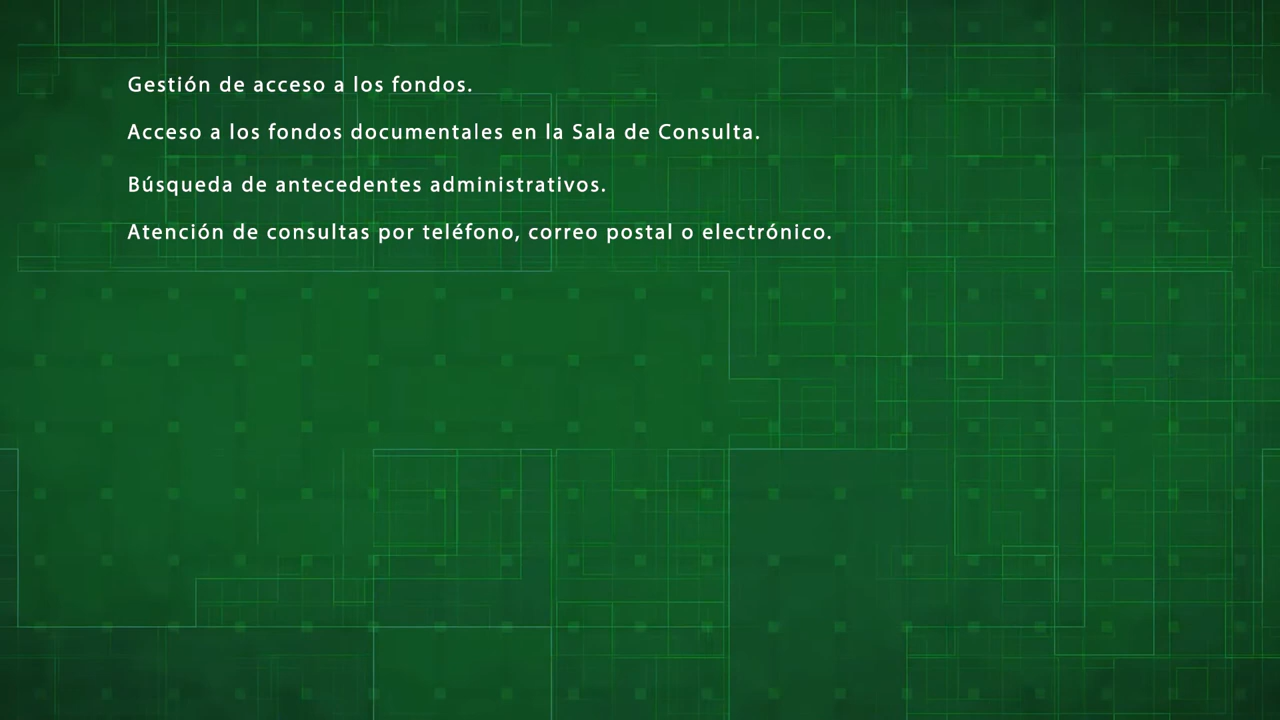 Gestión de acceso a los fondos.
Acceso a los fondos documentales en la Sala de Consulta.
Búsqueda de antecedentes administrativos.
Atención de consultas por teléfono, correo postal o electrónico.